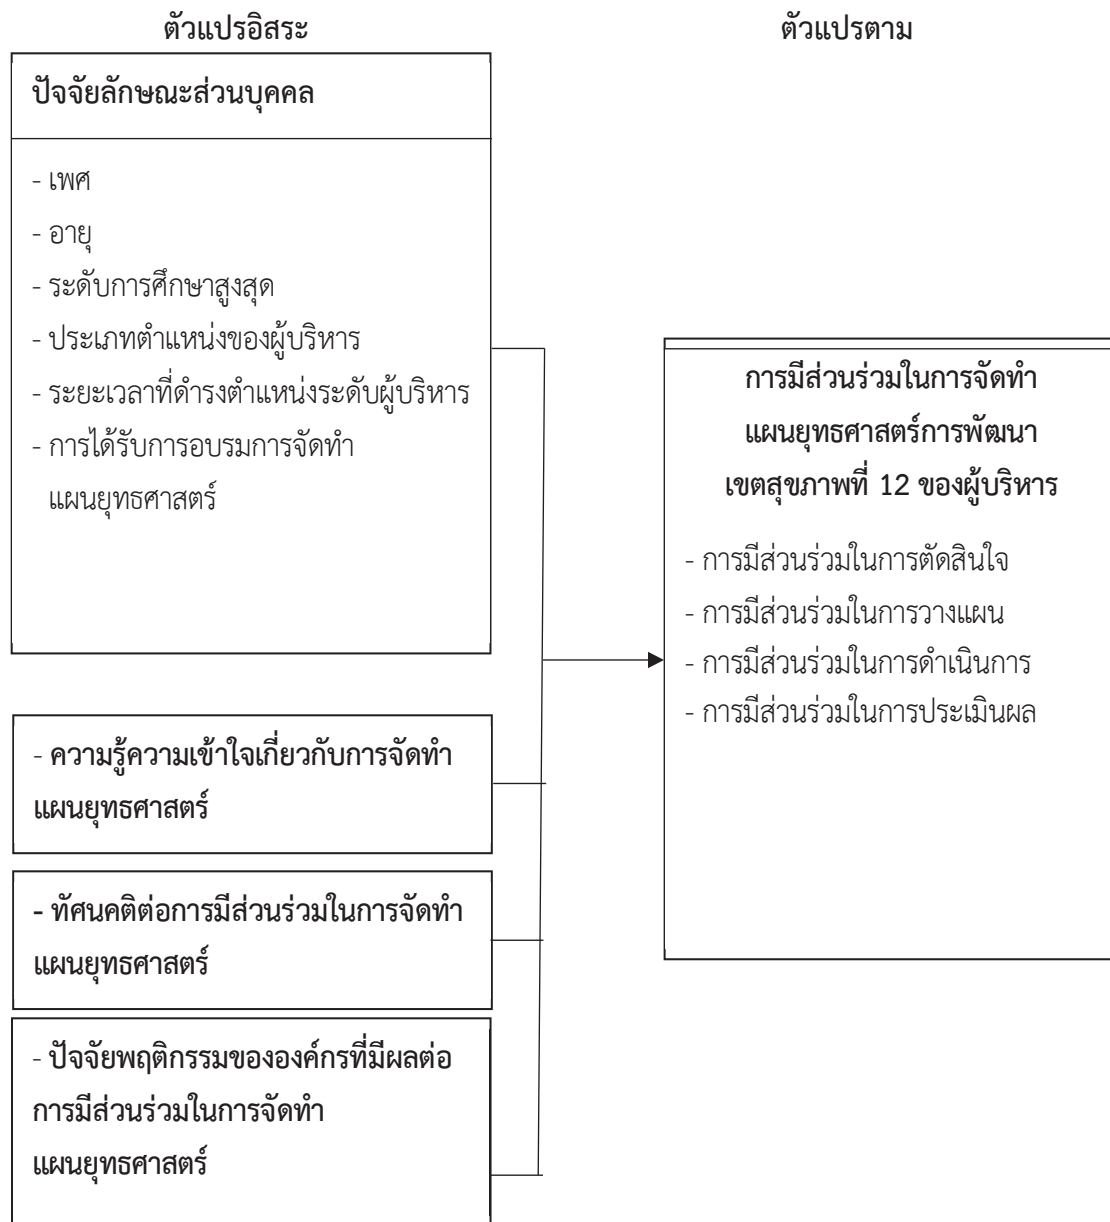 ตัวแปรอิสระ
ตัวแปรตาม
ปัจจัยลักษณะส่วนบุคคล
- เพศ
- อายุ
- ระดับการศึกษาสูงสุด
- ประเภทตำแหน่งของผู้บริหาร
- ระยะเวลาที่ดำรงตำแหน่งระดับผู้บริหาร
- การได้รับการอบรมการจัดทำ
แผนยุทธศาสตร์
- ความรู้ความเข้าใจเกี่ยวกับการจัดทำ
แผนยุทธศาสตร์
- ทัศนคติต่อการมีส่วนร่วมในการจัดทำ
แผนยุทธศาสตร์
- ปัจจัยพฤติกรรมขององค์กรที่มีผลต่อ
การมีส่วนร่วมในการจัดทำ
แผนยุทธศาสตร์
การมีส่วนร่วมในการจัดทำ
แผนยุทธศาสตร์การพัฒนา
เขตสุขภาพที่ 12 ของผู้บริหาร
- การมีส่วนร่วมในการตัดสินใจ
- การมีส่วนร่วมในการวางแผน
- การมีส่วนร่วมในการดำเนินการ
- การมีส่วนร่วมในการประเมินผล